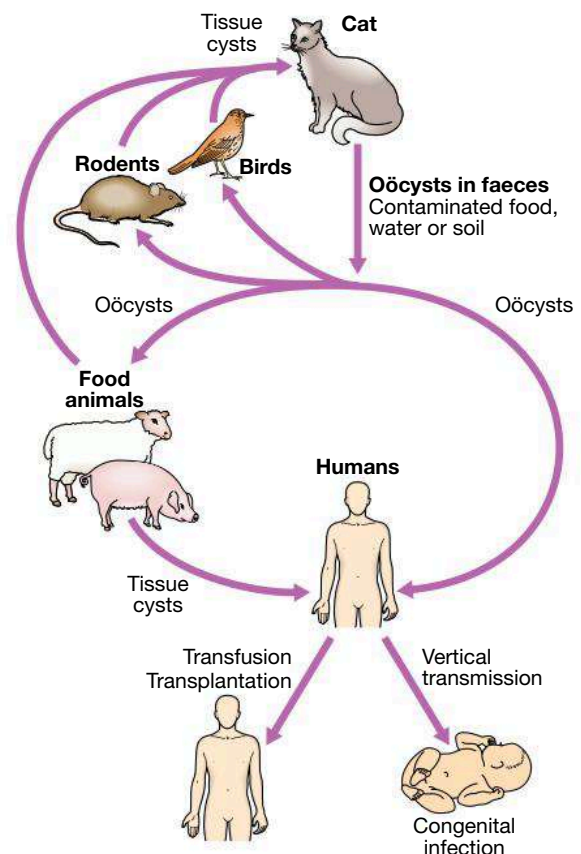 Tissue
cysts
Cat
Rodents
Birds
Oöcysts in faeces
Contaminated food,
water or soil
Oöcysts
Oöcysts
Food
animals
Humans
Tissue
cysts
Transfusion
Transplantation
Vertical
transmission
Congenital
infection